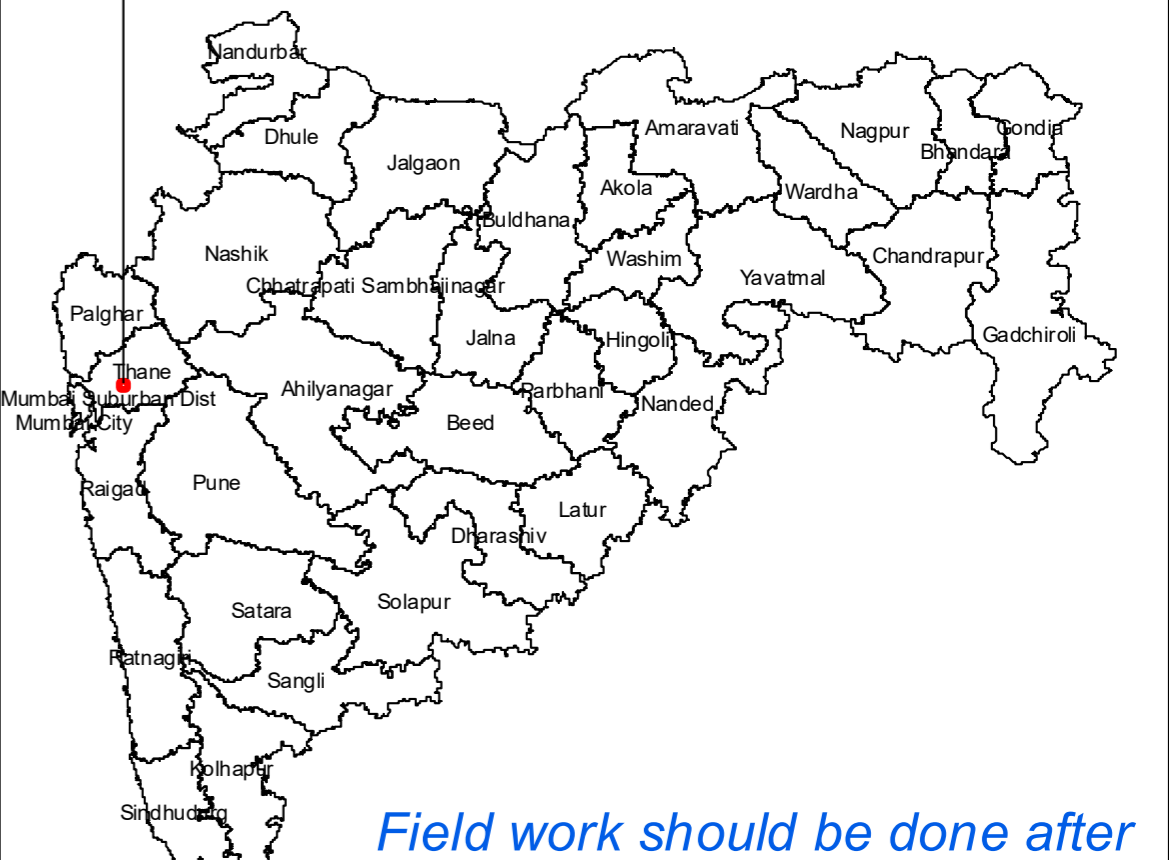 Nandurbar
Dhule
Jalgaon
Amaravati
Nagpur
Bhandara
Gondia
Akola
Wardha
Buldhana
Nashik
Washim
Chandrapur
Chhatrapati Sambhajinagar
Yavatmal
Palghar
Jalna
Hingoli
Gadchiroli
Thane
Ahilyanagar
Parbhani
Mumbai Suburban Dist
Nanded
Mumbai City
Beed
Raigad
Pune
Latur
Dharashiv
Solapur
Satara
Ratnagiri
Sangli
Kolhapur
Sindhudurg
Field work should be done after